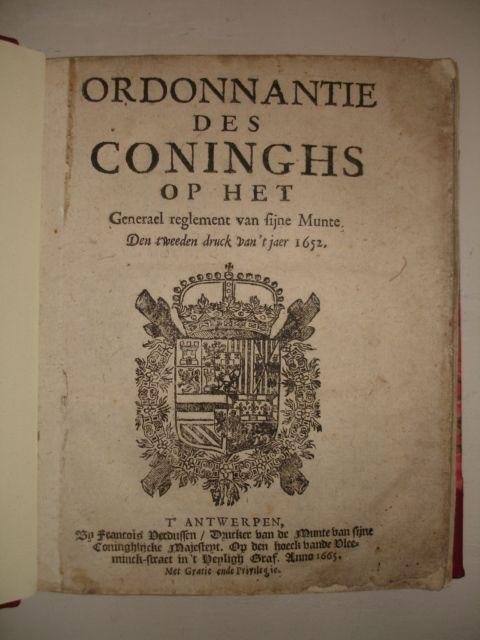 ORDONNANTIE
DES
CONINGHS
OP HET
Generael reglement van sijne Munte.
Den tweeden druck van't jaer 1652.
T' ANTWERPEN,
By Francois Verdussen / Drucker van de Munte van sijne
Coninghlijcke Majesteyt. Op den hoeck vande Vlee-
minck-straet in't Heyligh Graf. Anno 1665.
Met Gratie ende Privilegie.